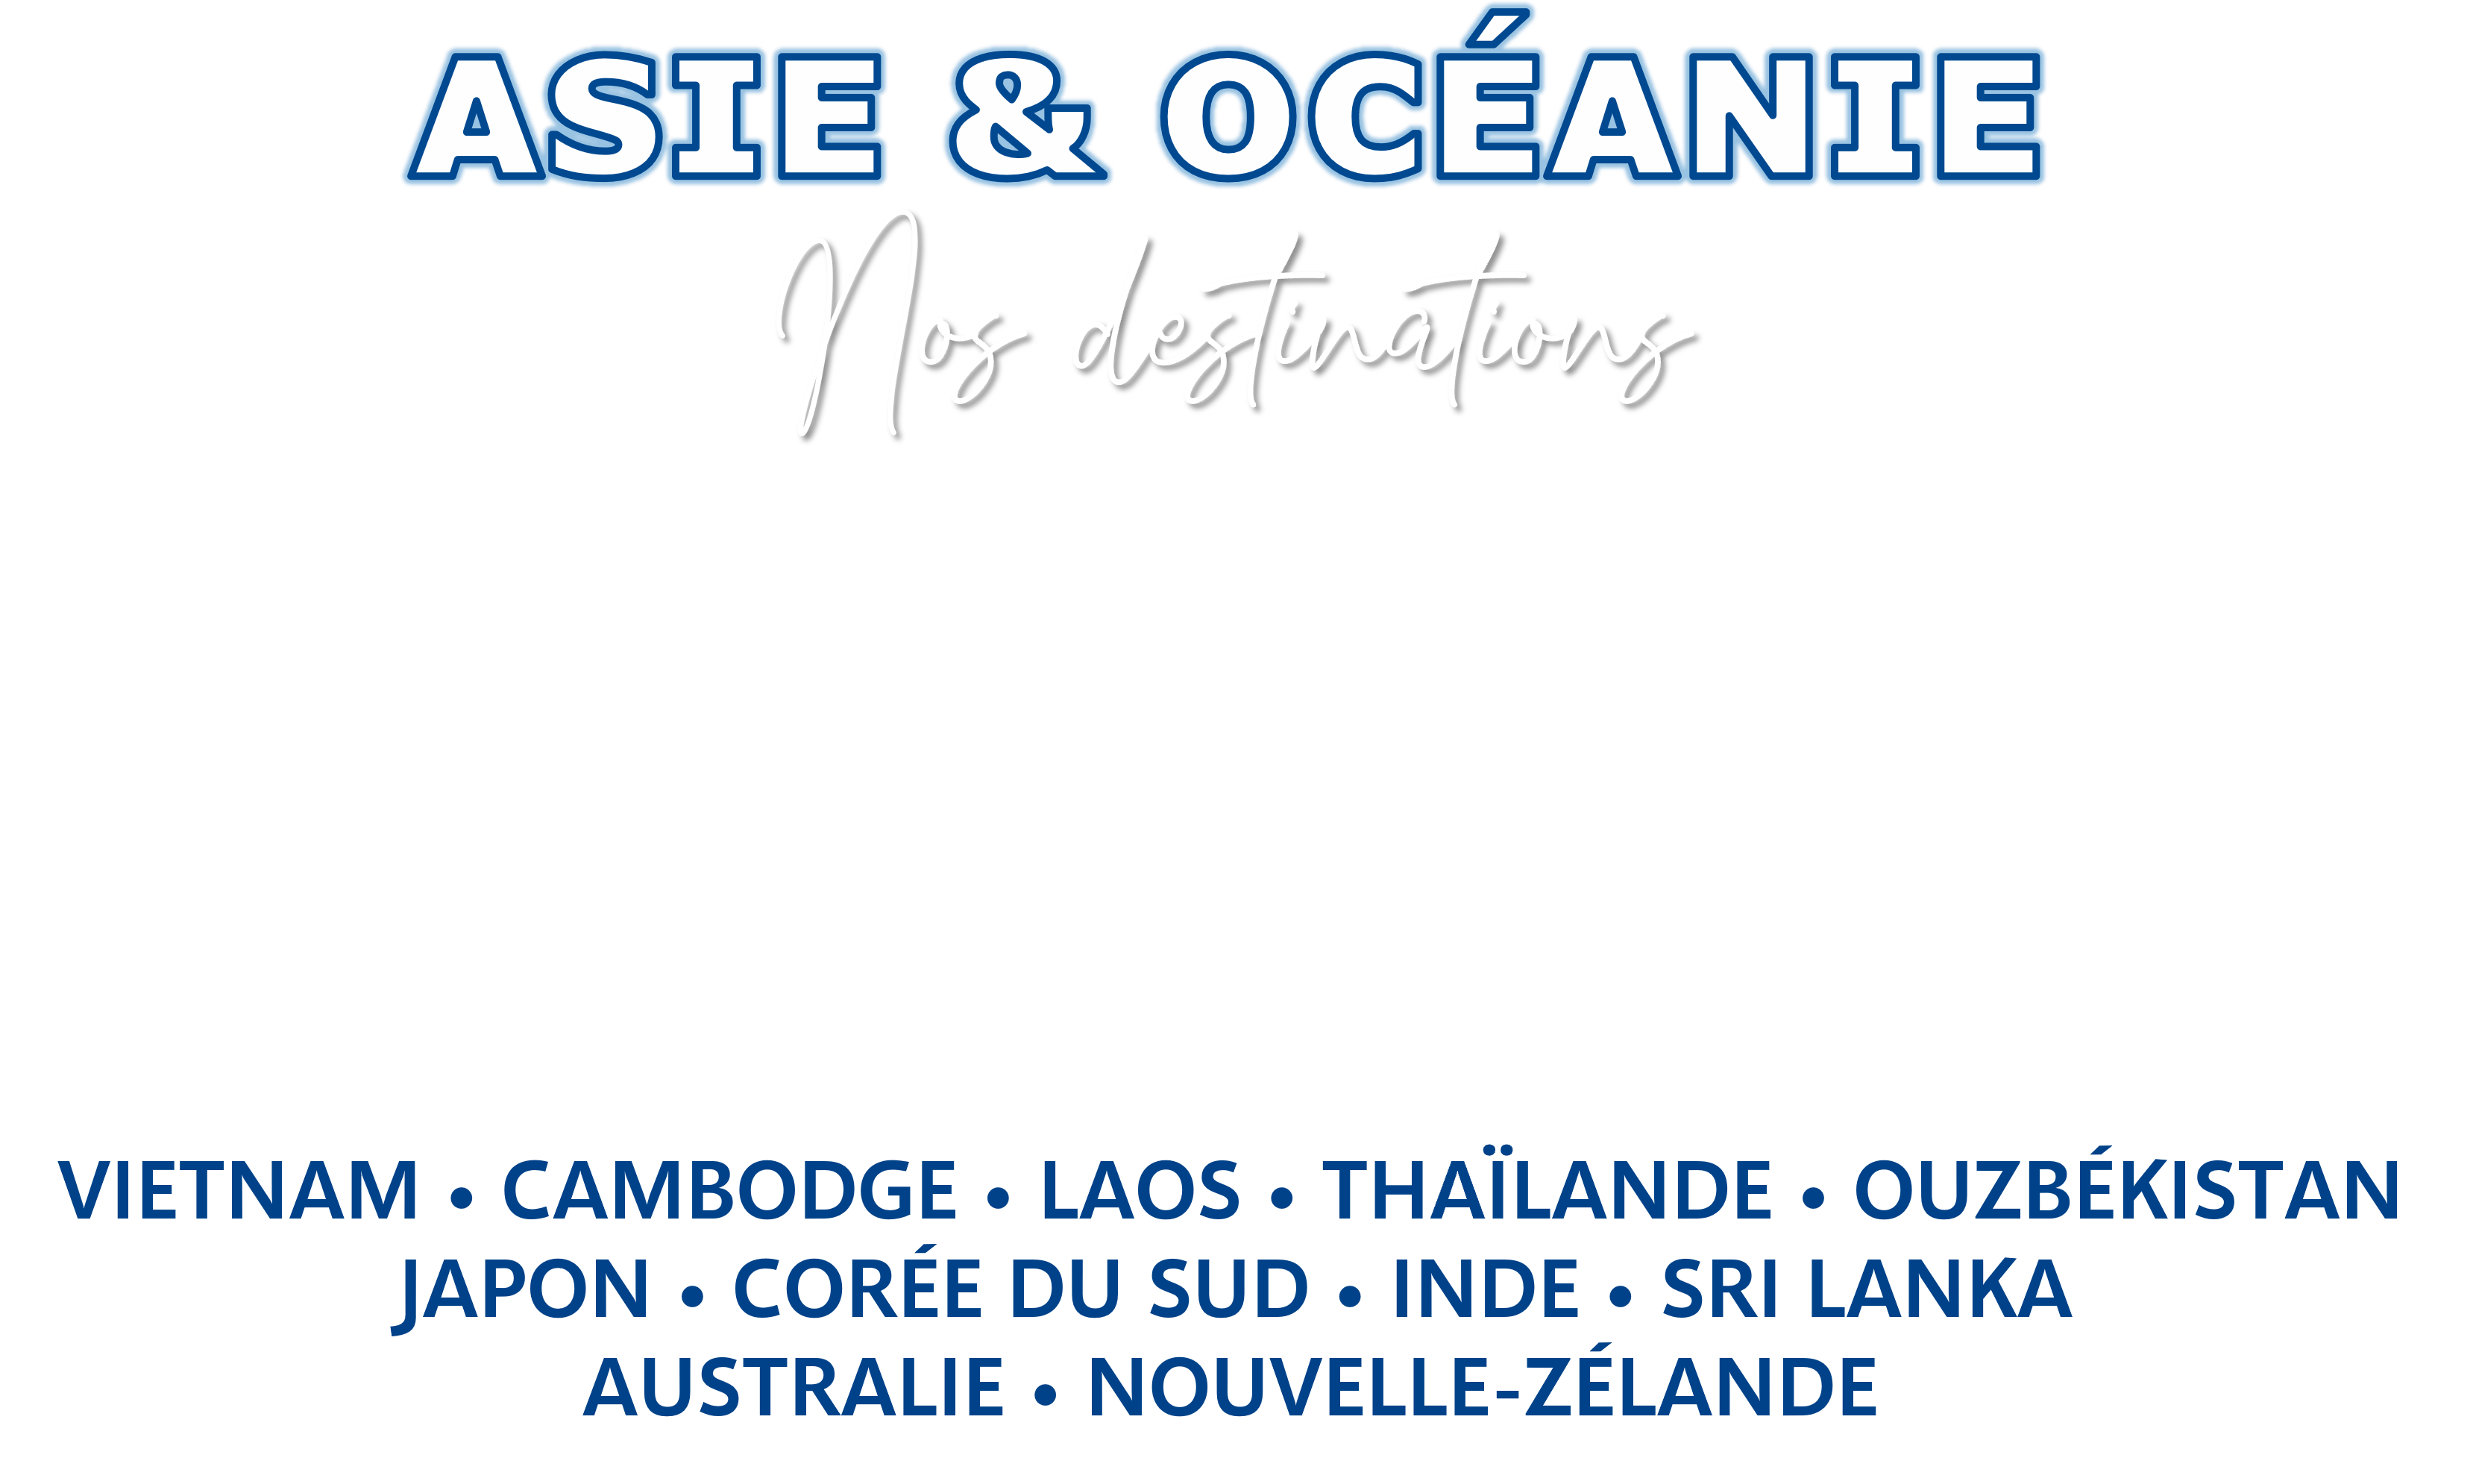 ASIE & OCÉANIE
Nos destinations
VIETNAM • CAMBODGE • LAOS • THAÏLANDE • OUZBÉKISTAN
JAPON • CORÉE DU SUD • INDE • SRI LANKA
AUSTRALIE • NOUVELLE-ZÉLANDE